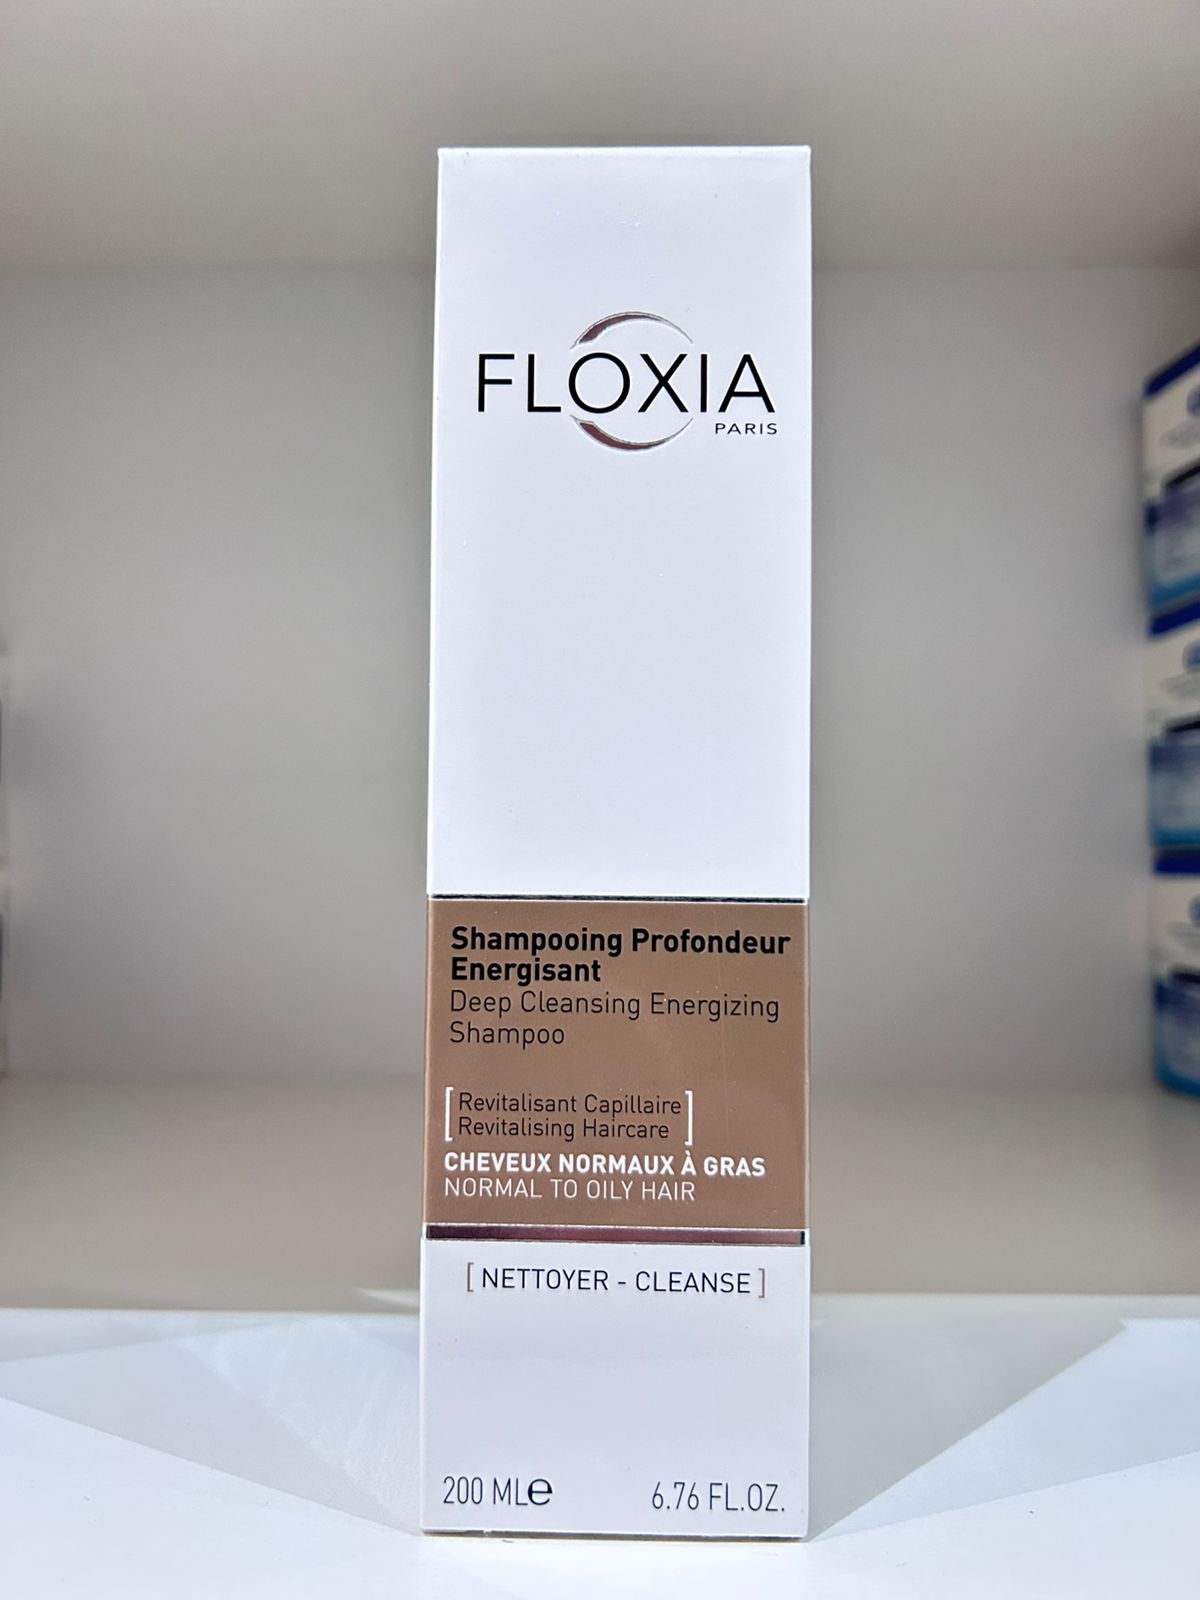 FLOXIA
PARIS
Shampooing Profondeur
Energisant
Deep Cleansing Energizing
Shampoo
[Revitalisant Capillaire
Revitalising Haircare]
CHEVEUX NORMAUX À GRAS
NORMAL TO OILY HAIR
[ NETTOYER - CLEANSE ]
200 MLe 6.76 FL.OZ.